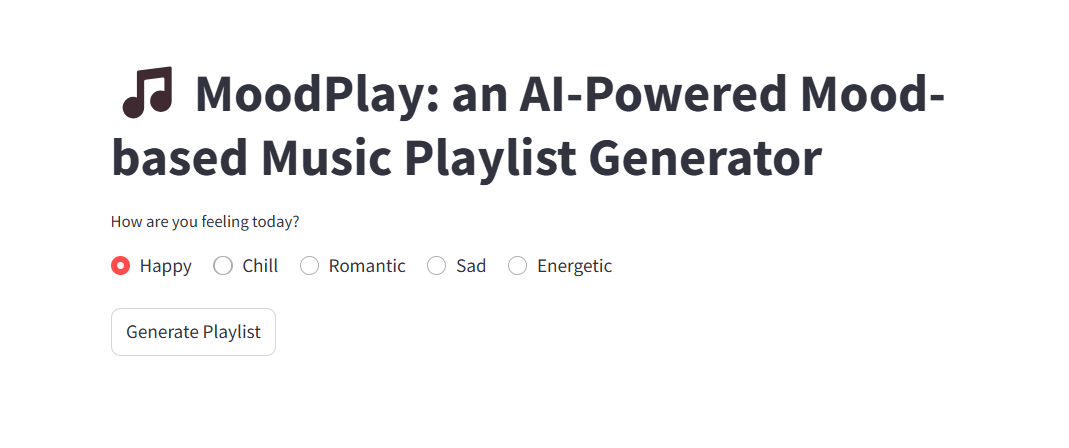 🎵 MoodPlay: an AI-Powered Mood-
based Music Playlist Generator
How are you feeling today?
Happy Chill Romantic Sad Energetic
Generate Playlist